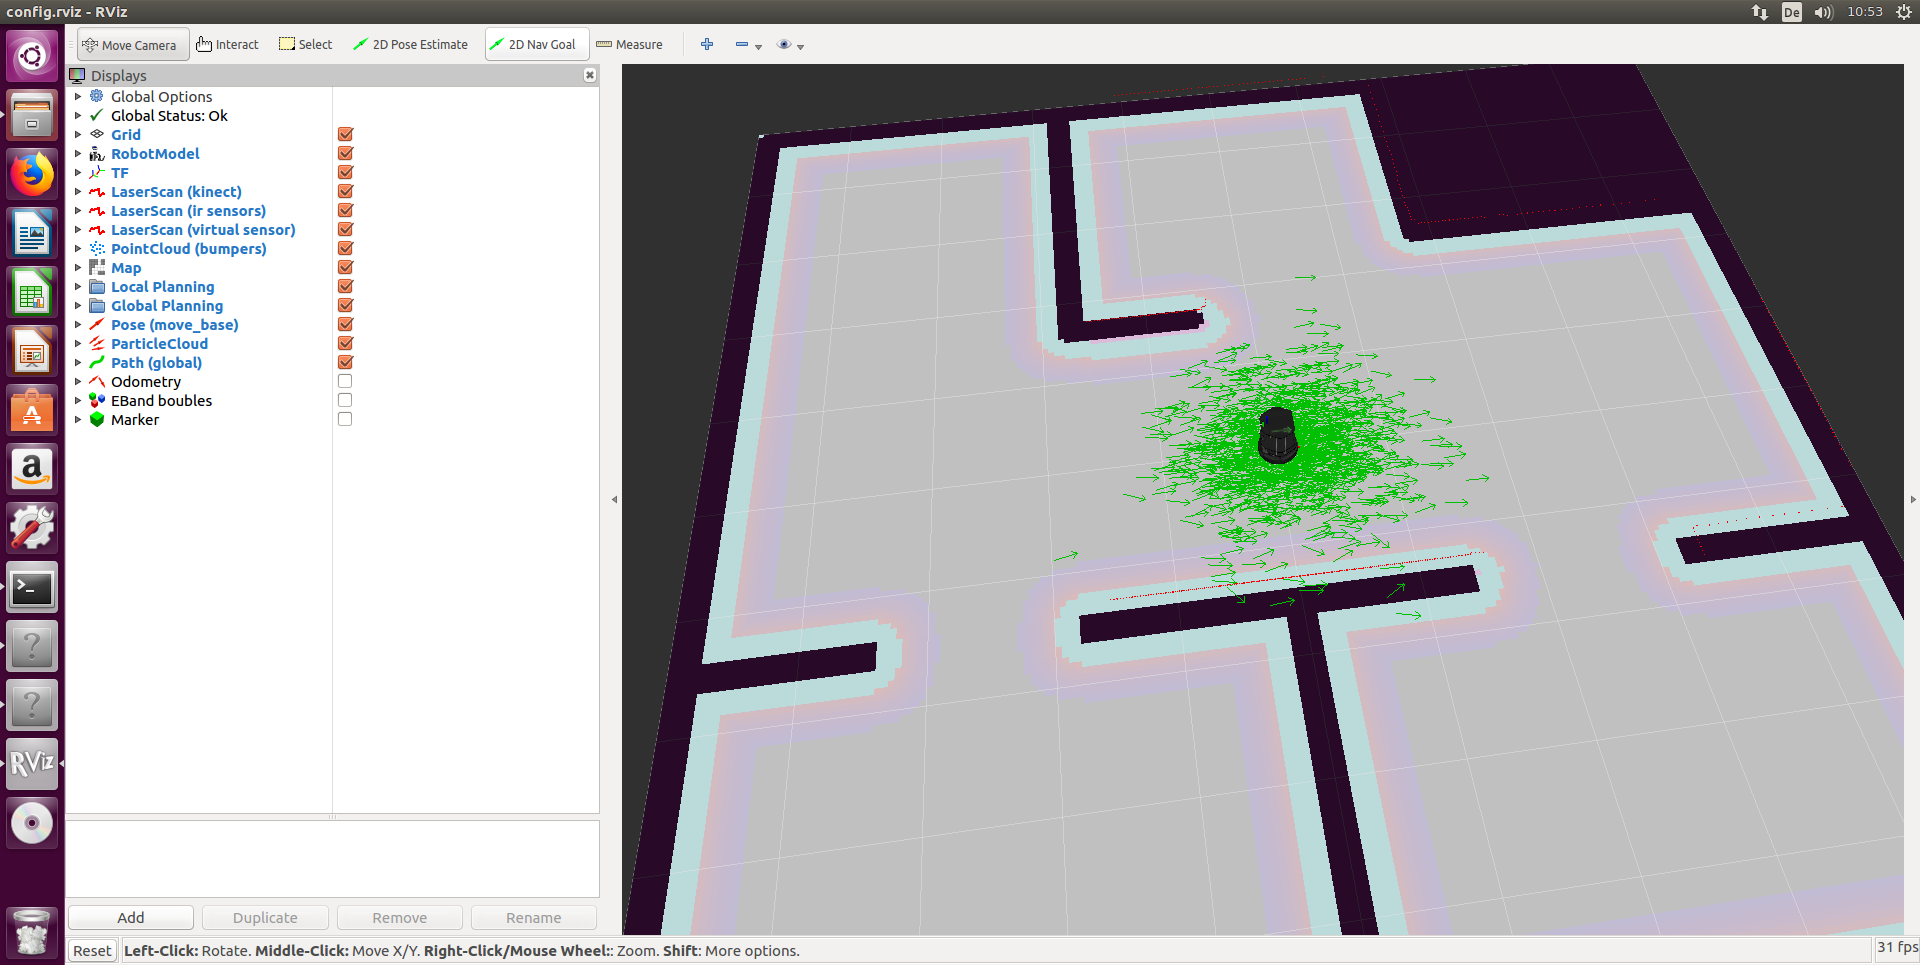 config.rviz - RViz
De 10:53
Move Camera Interact Select 2D Pose Estimate 2D Nav Goal Measure
Displays
Global Options
Global Status: Ok
Grid
RobotModel
TF
LaserScan (kinect)
LaserScan (ir sensors)
LaserScan (virtual sensor)
PointCloud (bumpers)
Map
Local Planning
Global Planning
Pose (move_base)
ParticleCloud
Path (global)
Odometry
EBand boubles
Marker
A
a
>_
?
?
RViz
Add Duplicate Remove Rename
Reset Left-Click: Rotate. Middle-Click: Move X/Y. Right-Click/Mouse Wheel:: Zoom. Shift: More options. 31 fps